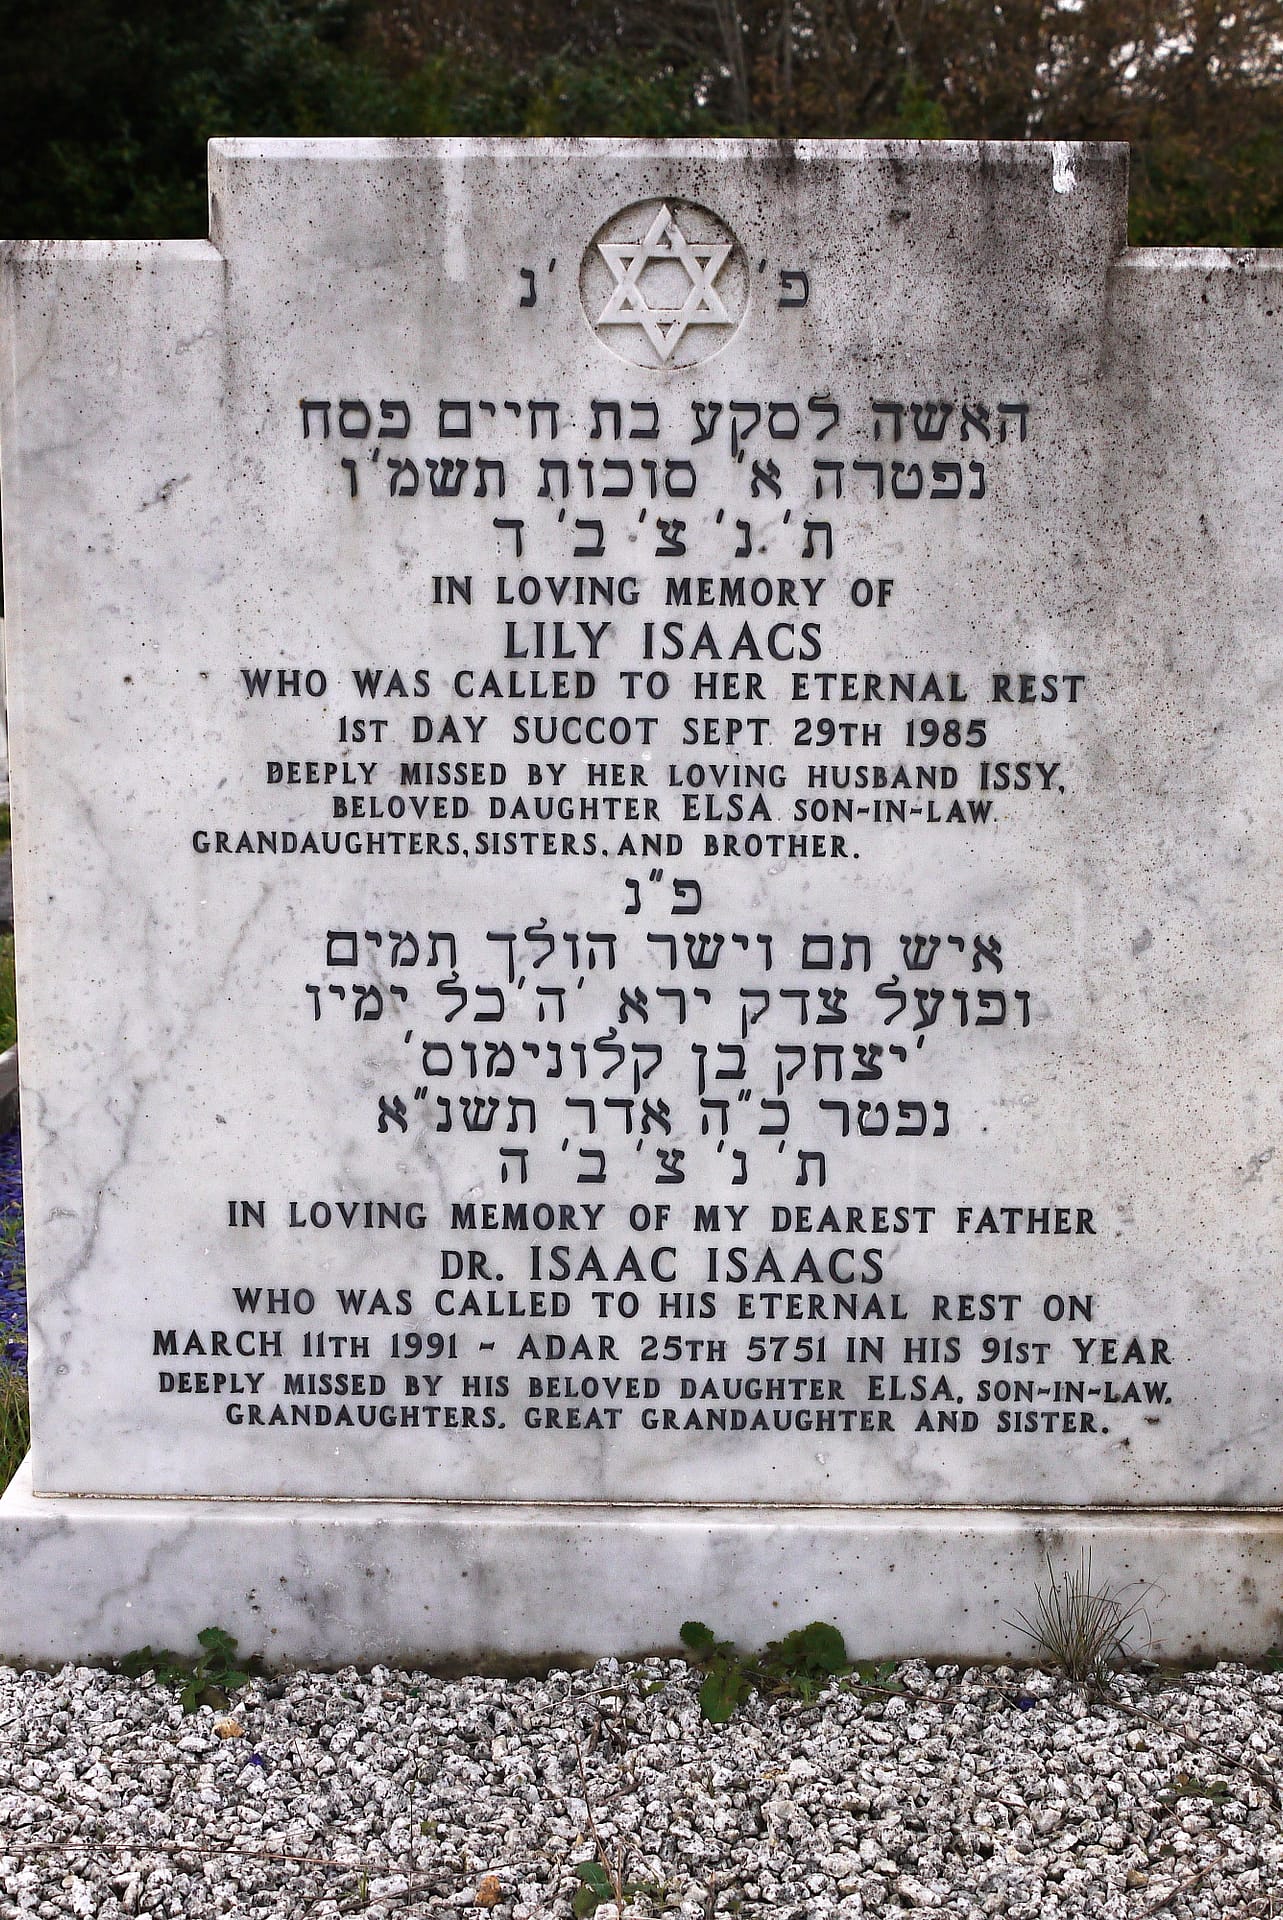 פ' נ'
האשה לסקע בת חיים פסח
נפטרה א' סוכות תשמ'ו
ת' נ' צ' ב' ד
IN LOVING MEMORY OF
LILY ISAACS
WHO WAS CALLED TO HER ETERNAL REST
1ST DAY SUCCOT SEPT. 29TH 1985
DEEPLY MISSED BY HER LOVING HUSBAND ISSY,
BELOVED DAUGHTER ELSA SON-IN-LAW.
GRANDAUGHTERS, SISTERS, AND BROTHER.
פ"נ
איש תם וישר הולך תמים
ופועל צדק ירא 'ה' כל ימיו
'יצחק בן קלונימוס'
נפטר כ"ה אדר תשנ"א
ת' נ' צ' ב' ה
IN LOVING MEMORY OF MY DEAREST FATHER
DR. ISAAC ISAACS
WHO WAS CALLED TO HIS ETERNAL REST ON
MARCH 11TH 1991 - ADAR 25TH 5751 IN HIS 91ST YEAR
DEEPLY MISSED BY HIS BELOVED DAUGHTER ELSA, SON-IN-LAW,
GRANDAUGHTERS, GREAT GRANDAUGHTER AND SISTER.